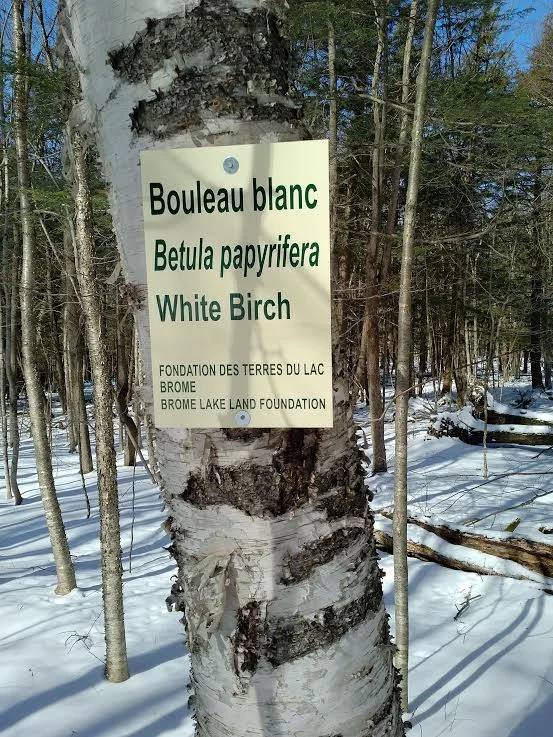 Bouleau blanc
Betula papyrifera
White Birch
FONDATION DES TERRES DU LAC
BROME
BROME LAKE LAND FOUNDATION